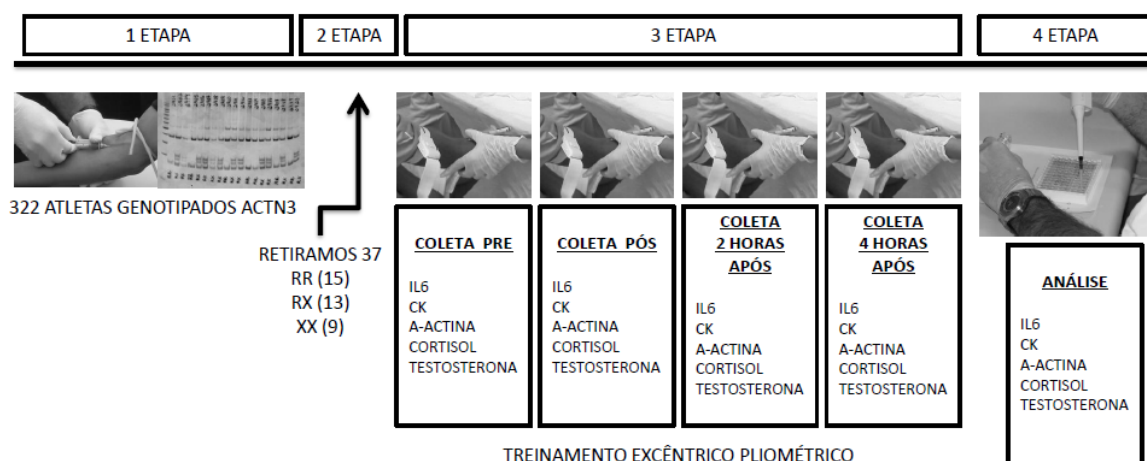 1 ETAPA
2 ETAPA
3 ETAPA
4 ETAPA
322 ATLETAS GENOTIPADOS ACTN3
RETIRAMOS 37
RR (15)
RX (13)
XX (9)
COLETA PRE
IL6
CK
A-ACTINA
CORTISOL
TESTOSTERONA
COLETA PÓS
IL6
CK
A-ACTINA
CORTISOL
TESTOSTERONA
COLETA
2 HORAS
APÓS
IL6
CK
A-ACTINA
CORTISOL
TESTOSTERONA
COLETA
4 HORAS
APÓS
IL6
CK
A-ACTINA
CORTISOL
TESTOSTERONA
ANÁLISE
IL6
CK
A-ACTINA
CORTISOL
TESTOSTERONA
TREINAMENTO EXCÊNTRICO PLIOMÉTRICO